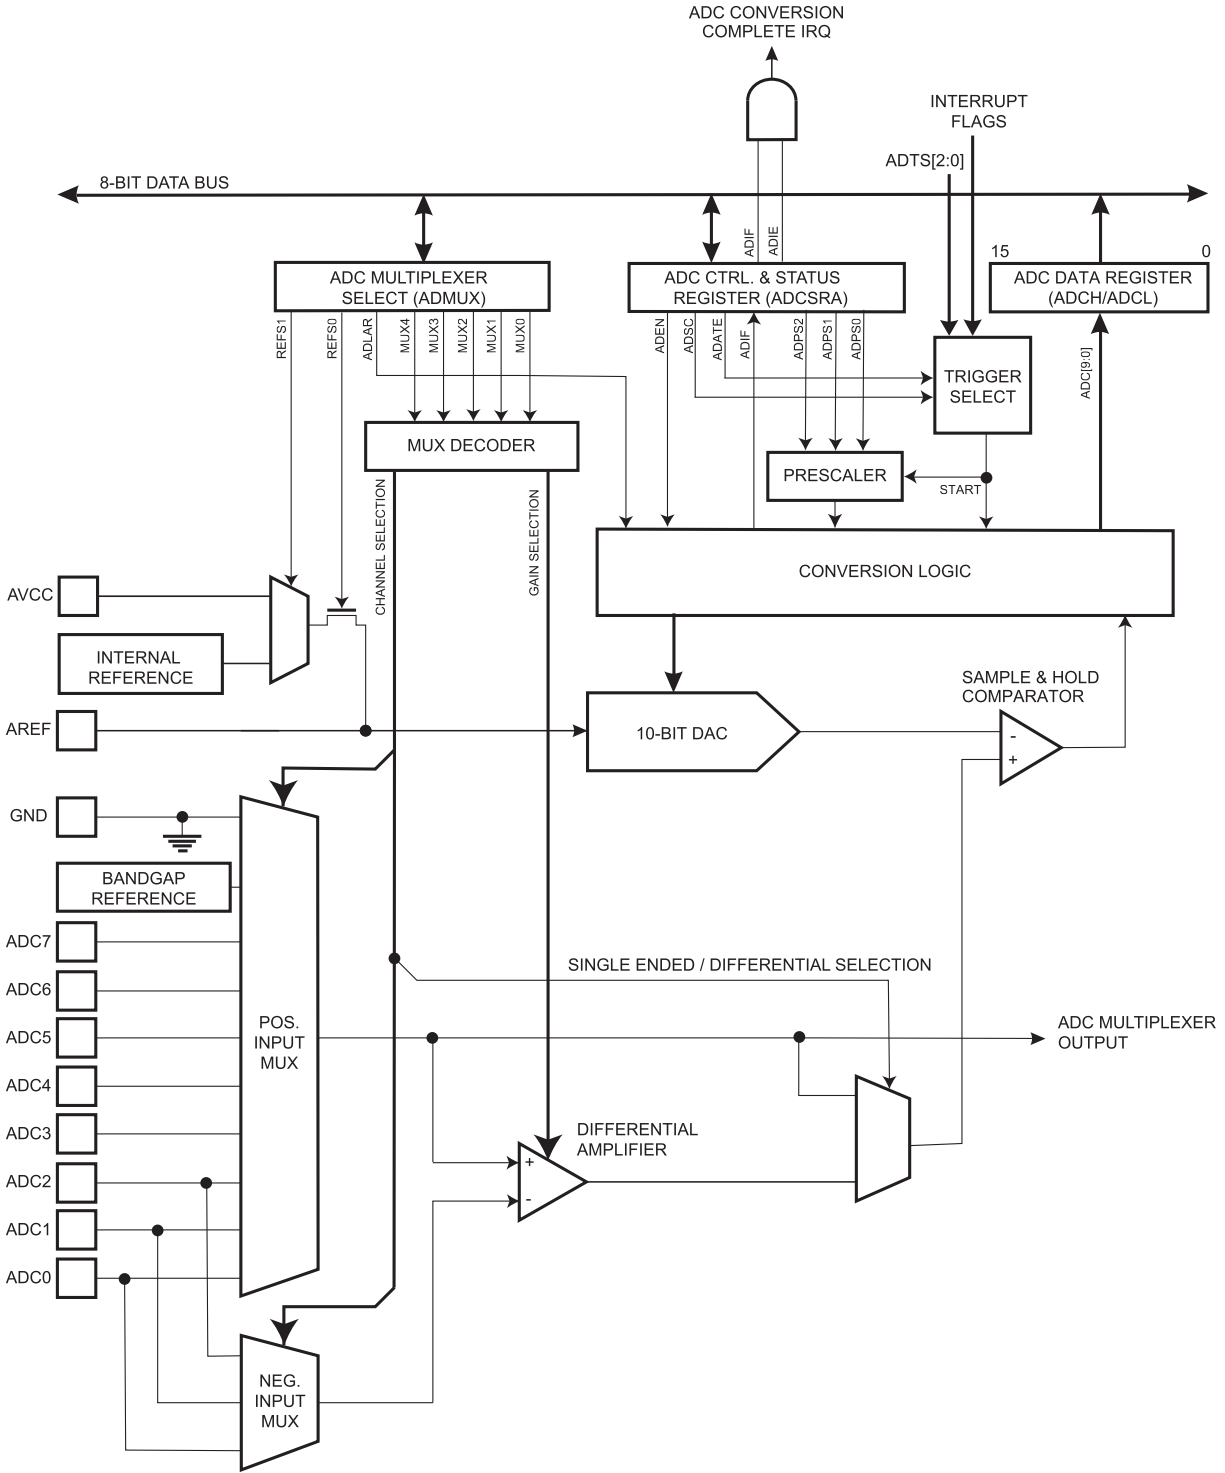 ADC CONVERSION
COMPLETE IRQ
INTERRUPT
FLAGS
ADTS[2:0]
8-BIT DATA BUS
ADIF
ADIE
15
0
ADC MULTIPLEXER
SELECT (ADMUX)
ADC CTRL. & STATUS
REGISTER (ADCSRA)
ADC DATA REGISTER
(ADCH/ADCL)
REFS1
REFS0
ADLAR
MUX4
MUX3
MUX2
MUX1
MUX0
ADEN
ADSC
ADATE
ADIF
ADPS2
ADPS1
ADPS0
ADC[9:0]
TRIGGER
SELECT
MUX DECODER
PRESCALER
START
CHANNEL SELECTION
GAIN SELECTION
CONVERSION LOGIC
AVCC
INTERNAL
REFERENCE
SAMPLE & HOLD
COMPARATOR
AREF
10-BIT DAC
-
+
GND
BANDGAP
REFERENCE
ADC7
SINGLE ENDED / DIFFERENTIAL SELECTION
ADC6
ADC5
POS.
INPUT
MUX
ADC MULTIPLEXER
OUTPUT
ADC4
ADC3
DIFFERENTIAL
AMPLIFIER
+
-
ADC2
ADC1
ADC0
NEG.
INPUT
MUX